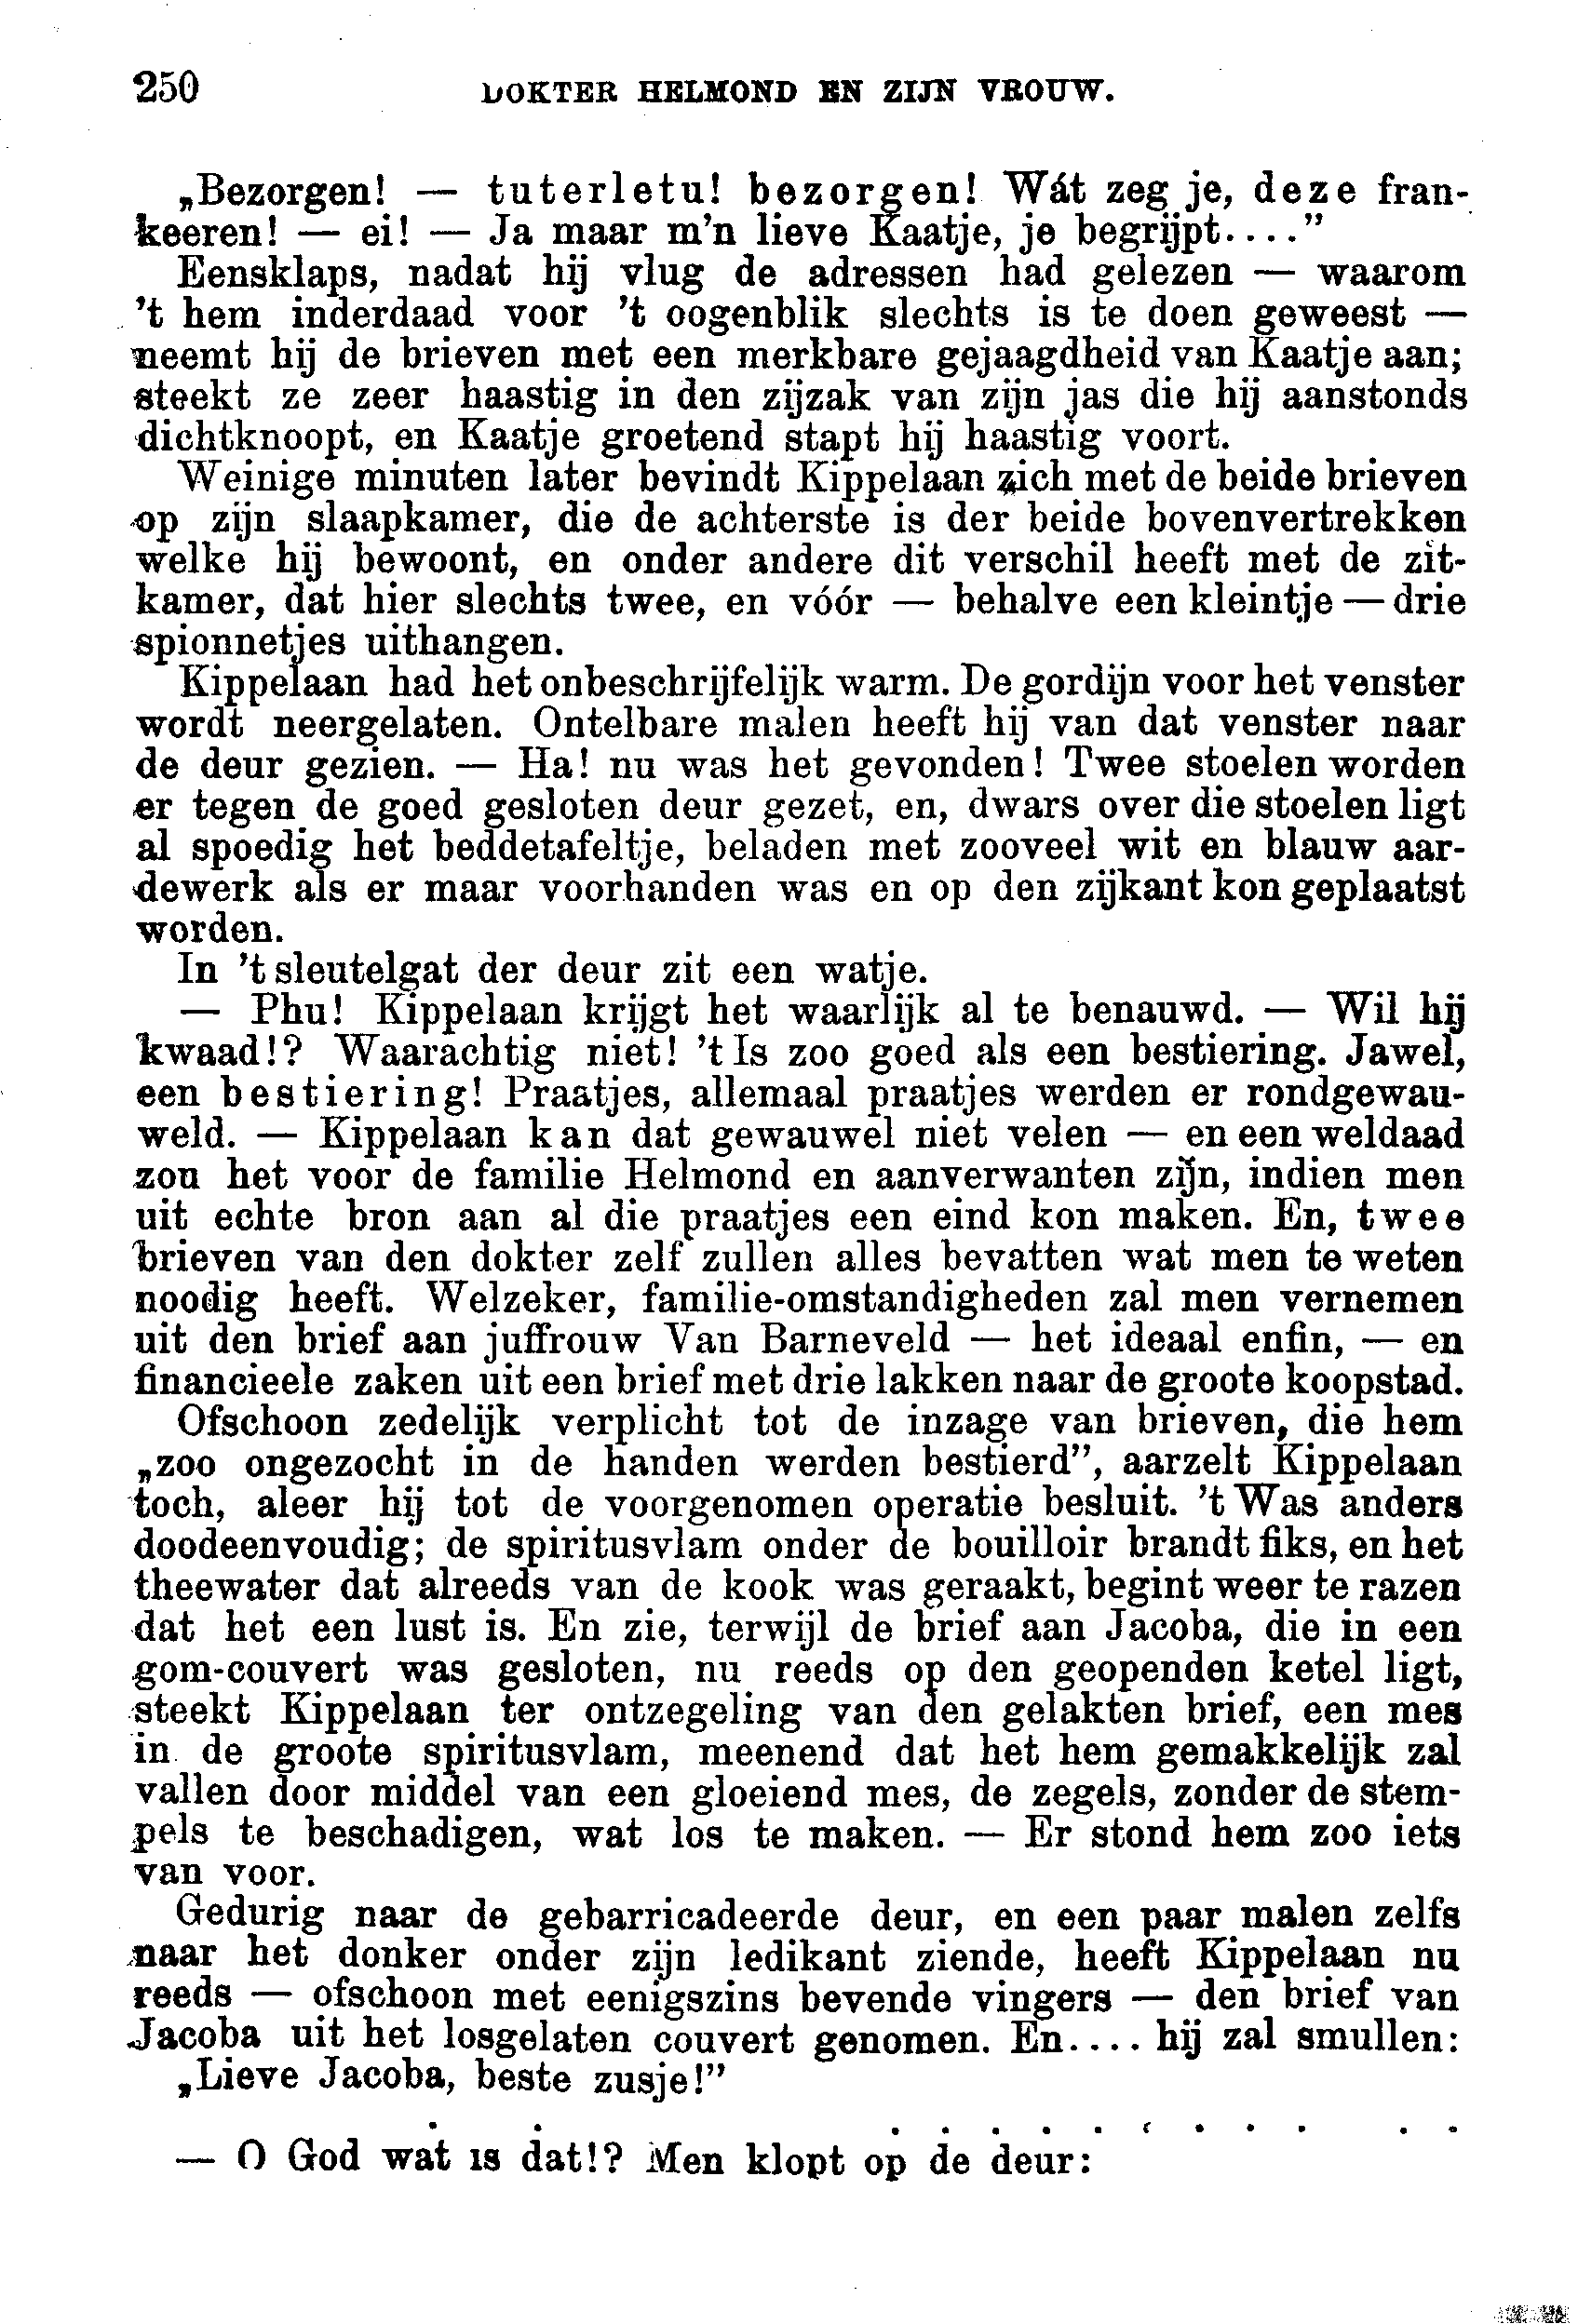 250 DOKTER HELMOND EN ZIJN VROUW.
„Bezorgen! — tuterletu! bezorgen! Wát zeg je, deze fran-
keeren! — ei! — Ja maar m'n lieve Kaatje, je begrijpt...."
Eensklaps, nadat hij vlug de adressen had gelezen — waarom
't hem inderdaad voor 't oogenblik slechts is te doen geweest —
neemt hij de brieven met een merkbare gejaagdheid van Kaatje aan;
steekt ze zeer haastig in den zijzak van zijn jas die hij aanstonds
dichtknoopt, en Kaatje groetend stapt hij haastig voort.
Weinige minuten later bevindt Kippelaan zich met de beide brieven
op zijn slaapkamer, die de achterste is der beide bovenvertrekken
welke hij bewoont, en onder andere dit verschil heeft met de zit-
kamer, dat hier slechts twee, en vóór — behalve een kleintje — drie
spionnetjes uithangen.
Kippelaan had het onbeschrijfelijk warm. De gordijn voor het venster
wordt neergelaten. Ontelbare malen heeft hij van dat venster naar
de deur gezien. — Ha! nu was het gevonden! Twee stoelen worden
er tegen de goed gesloten deur gezet, en, dwars over die stoelen ligt
al spoedig het beddetafeltje, beladen met zooveel wit en blauw aar-
dewerk als er maar voorhanden was en op den zijkant kon geplaatst
worden.
In 't sleutelgat der deur zit een watje.
— Phu! Kippelaan krijgt het waarlijk al te benauwd. — Wil hij
kwaad!? Waarachtig niet! 't Is zoo goed als een bestiering. Jawel,
een bestiering! Praatjes, allemaal praatjes werden er rondgewau-
weld. — Kippelaan kan dat gewauwel niet velen — en een weldaad
zou het voor de familie Helmond en aanverwanten zijn, indien men
uit echte bron aan al die praatjes een eind kon maken. En, twee
brieven van den dokter zelf zullen alles bevatten wat men te weten
noodig heeft. Welzeker, familie-omstandigheden zal men vernemen
uit den brief aan juffrouw Van Barneveld — het ideaal enfin, — en
financieele zaken uit een brief met drie lakken naar de groote koopstad.
Ofschoon zedelijk verplicht tot de inzage van brieven, die hem
„zoo ongezocht in de handen werden bestierd", aarzelt Kippelaan
toch, aleer hij tot de voorgenomen operatie besluit. 't Was anders
doodeenvoudig; de spiritusvlam onder de bouilloir brandt fiks, en het
theewater dat alreeds van de kook was geraakt, begint weer te razen
dat het een lust is. En zie, terwijl de brief aan Jacoba, die in een
gom-couvert was gesloten, nu reeds op den geopenden ketel ligt,
steekt Kippelaan ter ontzegeling van den gelakten brief, een mes
in de groote spiritusvlam, meenend dat het hem gemakkelijk zal
vallen door middel van een gloeiend mes, de zegels, zonder de stem-
pels te beschadigen, wat los te maken. — Er stond hem zoo iets
van voor.
Gedurig naar de gebarricadeerde deur, en een paar malen zelfs
naar het donker onder zijn ledikant ziende, heeft Kippelaan nu
reeds — ofschoon met eenigszins bevende vingers — den brief van
Jacoba uit het losgelaten couvert genomen. En.... hij zal smullen:
„Lieve Jacoba, beste zusje!"
. . . . . . . . . . . . .
— O God wat is dat!? Men klopt op de deur: